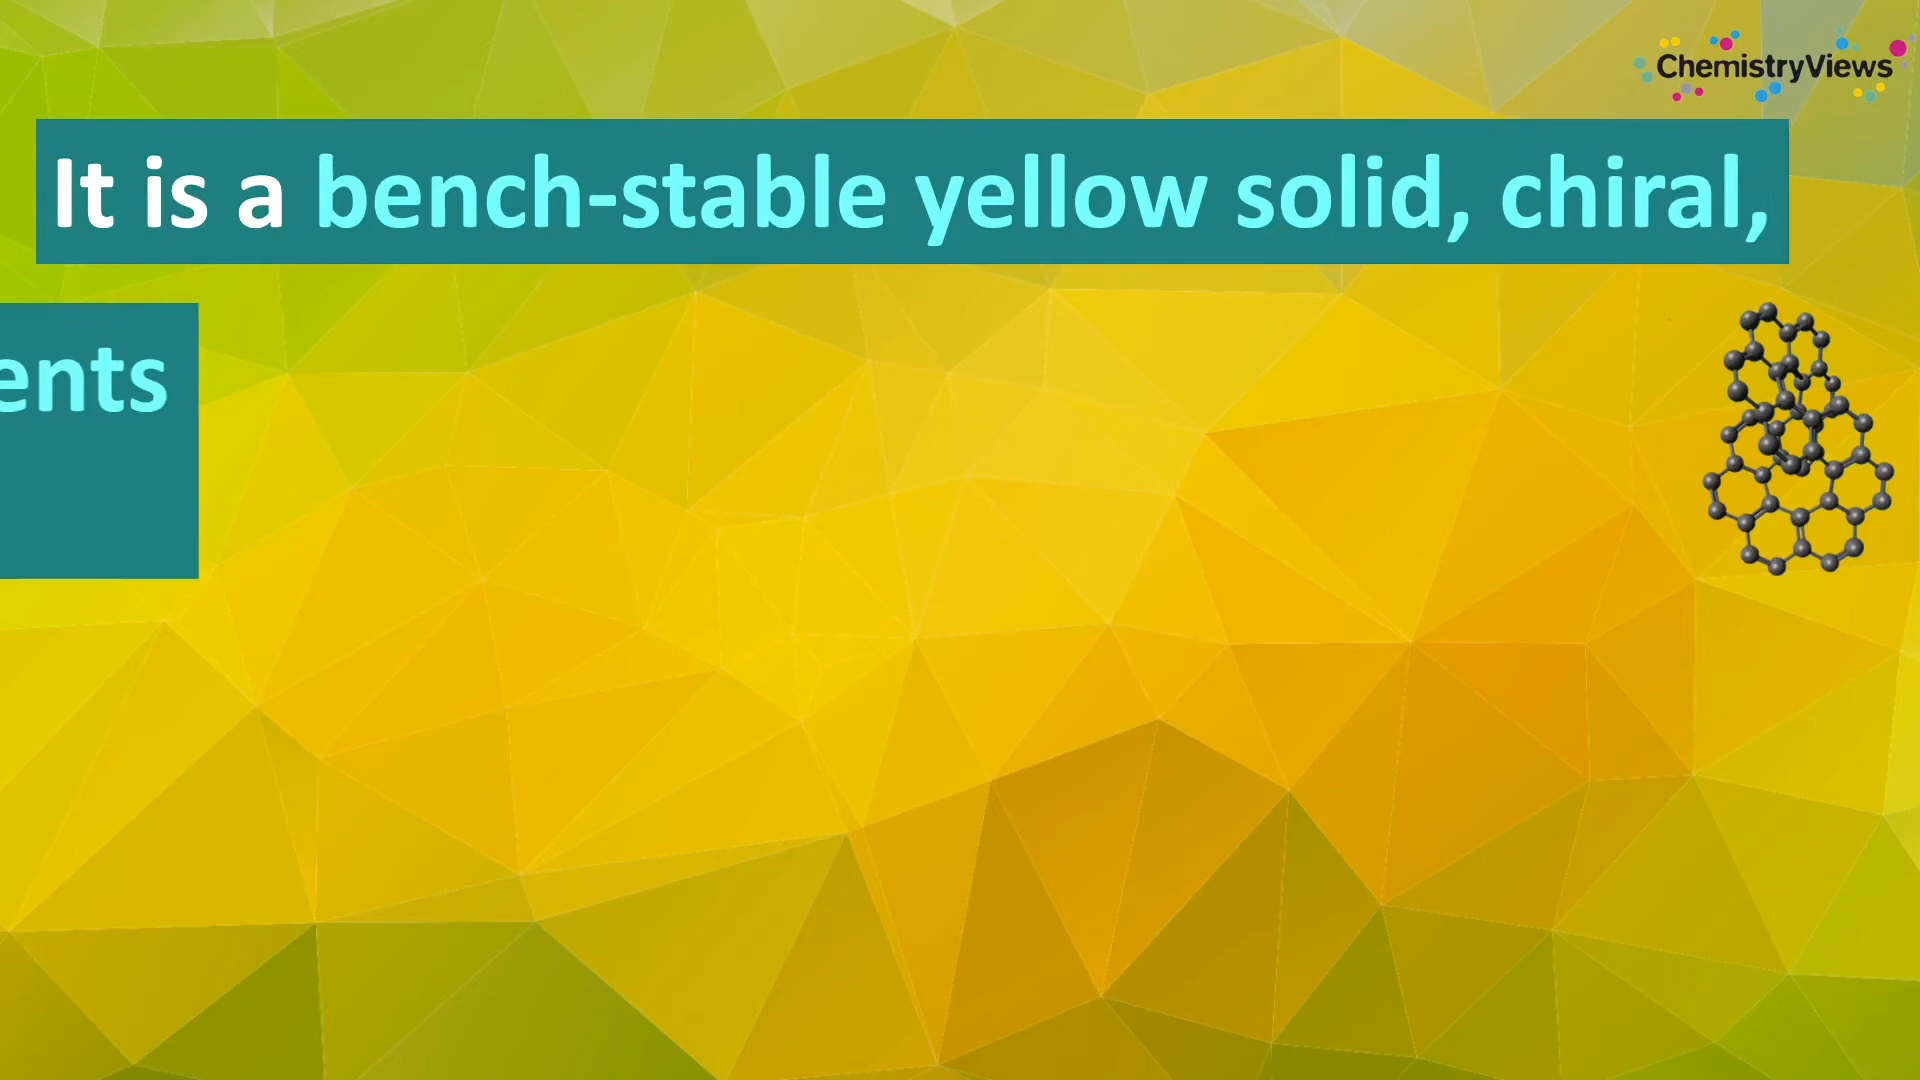 ChemistryViews
It is a bench-stable yellow solid, chiral,
ents